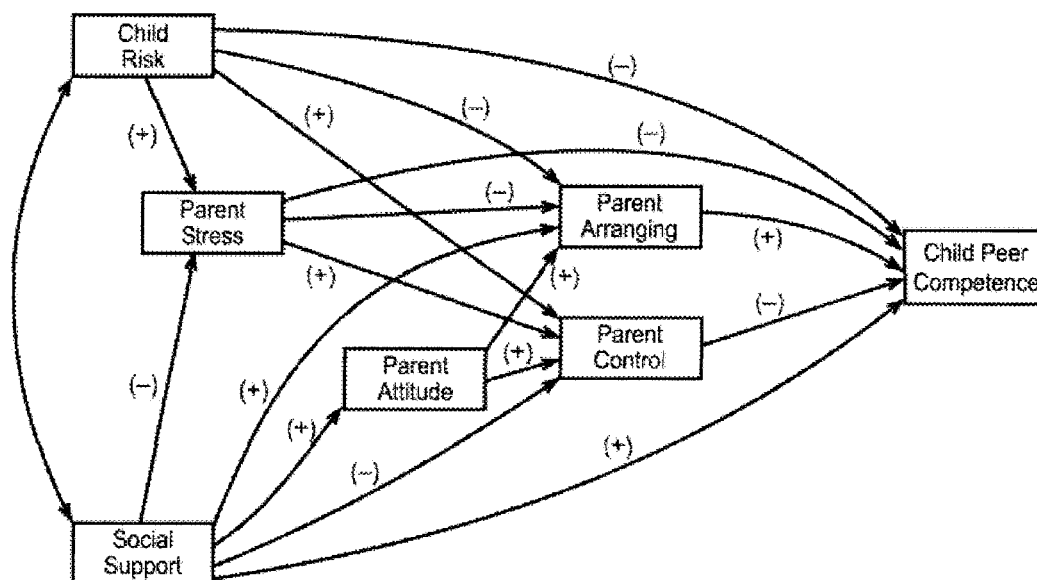 Child
Risk
(–)
(–)
(+)
(+)
(–)
Parent
Stress
(–)
Parent
Arranging
(+)
Child Peer
Competence
(+)
(+)
(–)
Parent
Control
(+)
Parent
Attitude
(–)
(+)
(+)
(–)
(+)
Social
Support